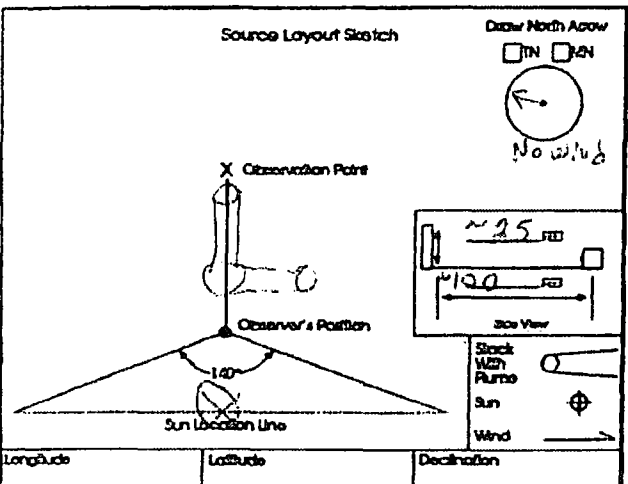 Source Layout Sketch
Draw North Arrow
TN MN
No wind
X Observation Point
~25
~100
Side View
Observer's Position
140°
Sun Location Line
Stack With Plume
Sun
Wind
Longitude
Latitude
Declination